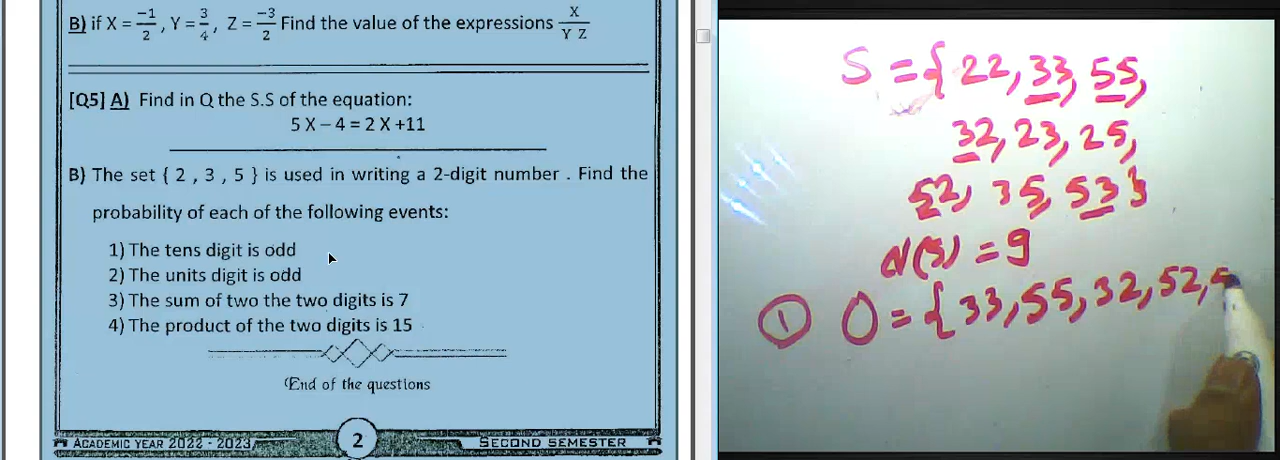 B) if X = -1/2 , Y = 3/4 , Z = -3/2 Find the value of the expressions X/Y Z
[Q5] A) Find in Q the S.S of the equation:
5 X – 4 = 2 X +11
B) The set { 2 , 3 , 5 } is used in writing a 2-digit number . Find the
probability of each of the following events:
1) The tens digit is odd
2) The units digit is odd
3) The sum of two the two digits is 7
4) The product of the two digits is 15
End of the questions
ACADEMIC YEAR 2022 - 2023
2
SECOND SEMESTER
S = { 22, 33, 55,
32, 23, 25,
52, 35, 53 }
n(S) = 9
1 O = { 33, 55, 32, 52, 5